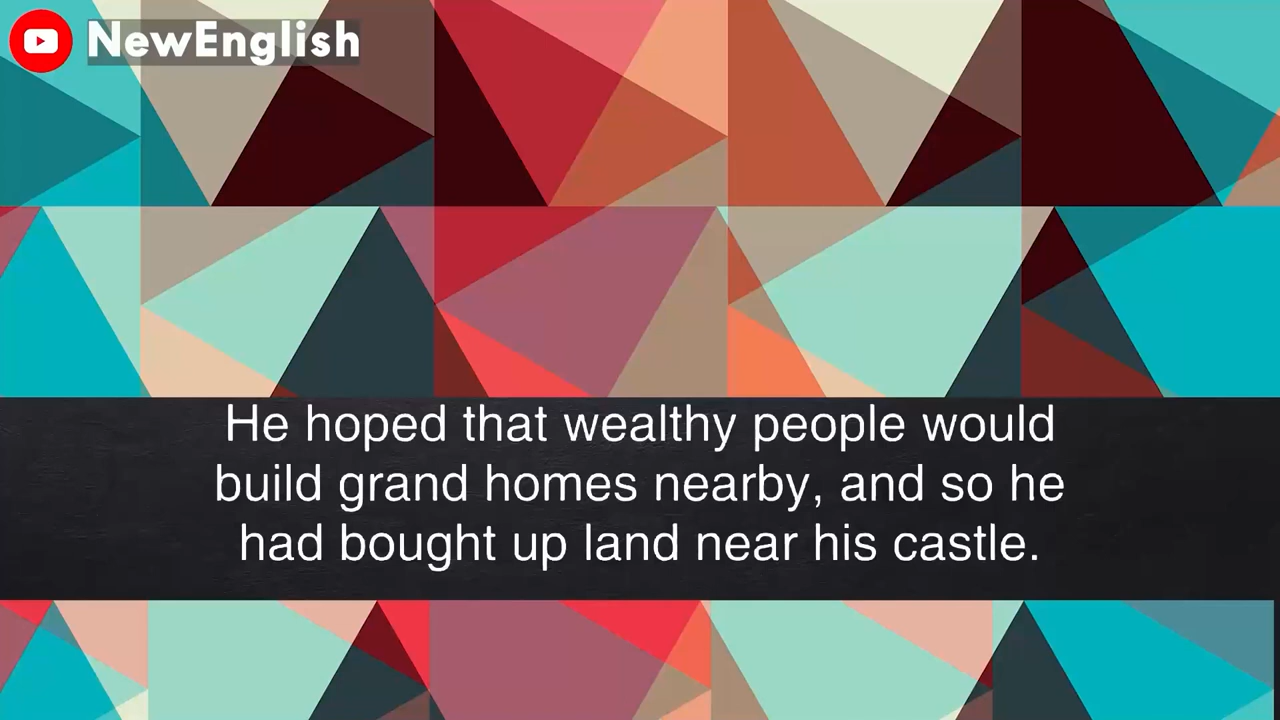 NewEnglish
He hoped that wealthy people would
build grand homes nearby, and so he
had bought up land near his castle.